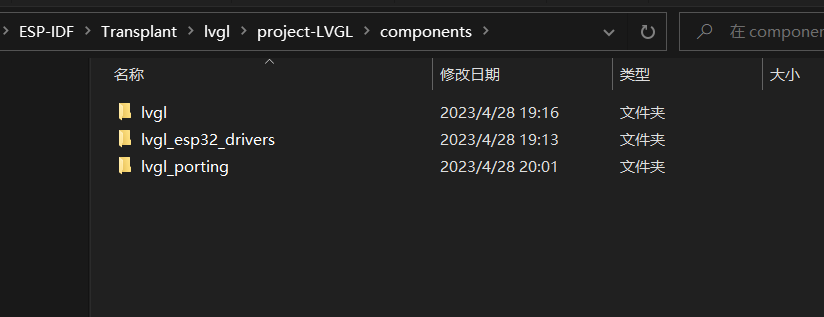 ESP-IDF > Transplant > lvgl > project-LVGL > components >
在 componen
名称 修改日期 类型 大小
lvgl 2023/4/28 19:16 文件夹
lvgl_esp32_drivers 2023/4/28 19:13 文件夹
lvgl_porting 2023/4/28 20:01 文件夹